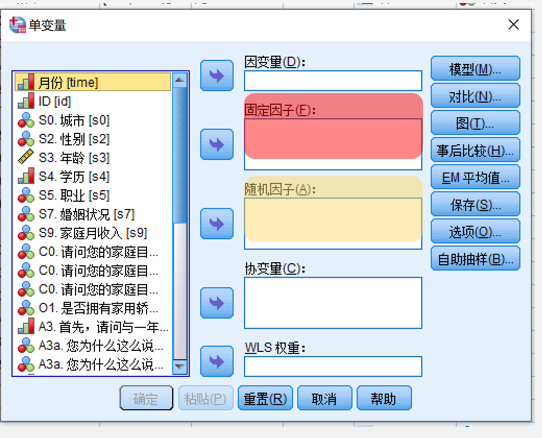 单变量
月份 [time]
ID [id]
S0. 城市 [s0]
S2. 性别 [s2]
S3. 年龄 [s3]
S4. 学历 [s4]
S5. 职业 [s5]
S7. 婚姻状况 [s7]
S9. 家庭月收入 [s9]
C0. 请问您的家庭目...
C0. 请问您的家庭目...
C0. 请问您的家庭目...
O1. 是否拥有家用轿...
A3. 首先，请问与一年...
A3a. 您为什么这么说...
A3a. 您为什么这么说...
因变量(D):
固定因子(F):
随机因子(A):
协变量(C):
WLS 权重:
模型(M)...
对比(N)...
图(T)...
事后比较(H)...
EM 平均值...
保存(S)...
选项(O)...
自助抽样(B)...
确定 粘贴(P) 重置(R) 取消 帮助